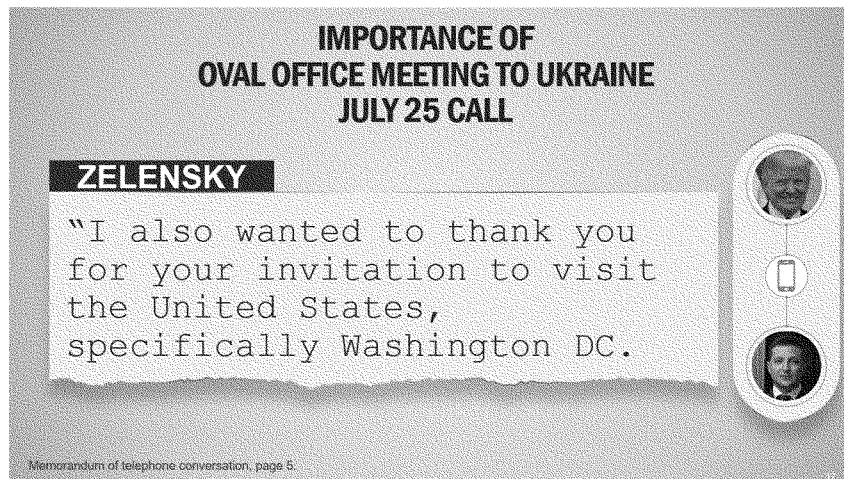 IMPORTANCE OF
OVAL OFFICE MEETING TO UKRAINE
JULY 25 CALL
ZELENSKY
“I also wanted to thank you
for your invitation to visit
the United States,
specifically Washington DC.
Memorandum of telephone conversation, page 5.